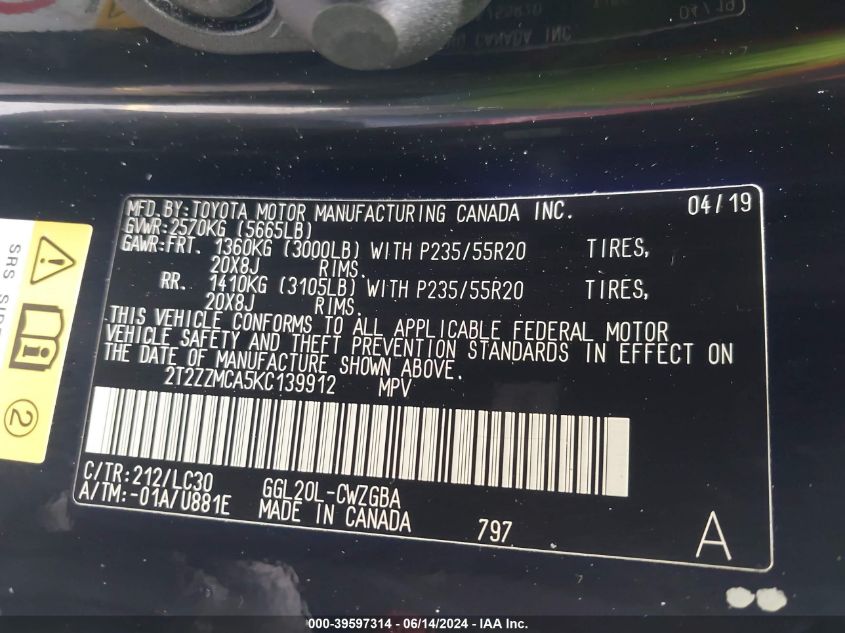 MFD. BY: TOYOTA MOTOR MANUFACTURING CANADA INC. 04/19
GVWR: 2570KG (5665LB)
GAWR: FRT. 1360KG (3000LB) WITH P235/55R20 TIRES,
20X8J RIMS.
RR. 1410KG (3105LB) WITH P235/55R20 TIRES,
20X8J RIMS.
THIS VEHICLE CONFORMS TO ALL APPLICABLE FEDERAL MOTOR
VEHICLE SAFETY AND THEFT PREVENTION STANDARDS IN EFFECT ON
THE DATE OF MANUFACTURE SHOWN ABOVE.
2T2ZZMCA5KC139912 MPV
C/TR: 212/LC30 GGL20L-CWZGBA
A/TM: -01A/U881E MADE IN CANADA 797 A
SRS SIDE
2
000-39597314 - 06/14/2024 - IAA Inc.